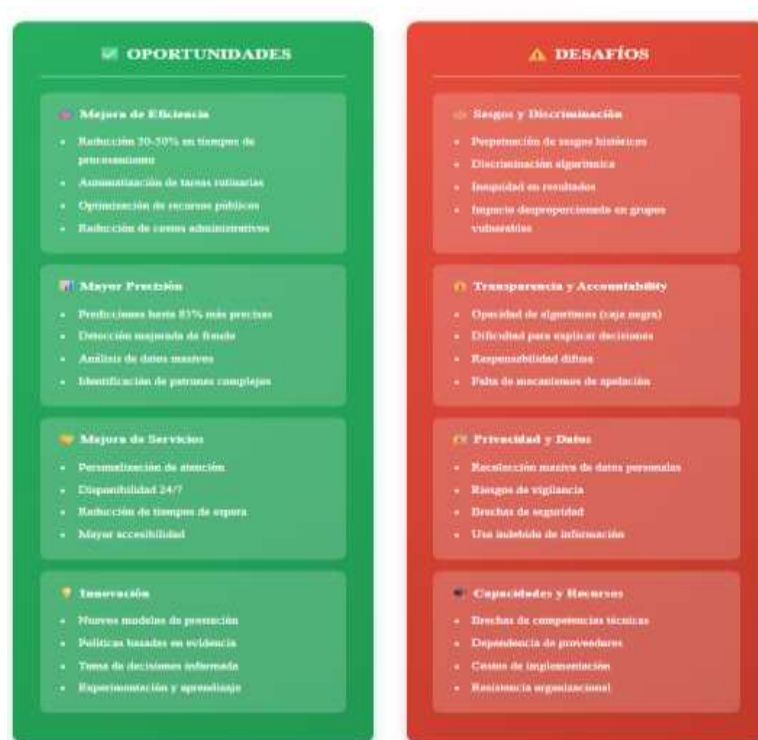 OPORTUNIDADES
Mejora de Eficiencia
Reducción 30-50% en tiempos de
procesamiento
Automatización de tareas rutinarias
Optimización de recursos públicos
Reducción de costos administrativos
Mayor Precisión
Predicciones hasta 85% más precisas
Detección mejorada de fraude
Análisis de datos masivos
Identificación de patrones complejos
Mejora de Servicios
Personalización de atención
Disponibilidad 24/7
Reducción de tiempos de espera
Mayor accesibilidad
Innovación
Nuevos modelos de prestación
Políticas basadas en evidencia
Toma de decisiones informada
Experimentación y aprendizaje
DESAFÍOS
Sesgos y Discriminación
Perpetuación de sesgos históricos
Discriminación algorítmica
Inequidad en resultados
Impacto desproporcionado en grupos
vulnerables
Transparencia y Accountability
Opacidad de algoritmos (caja negra)
Dificultad para explicar decisiones
Responsabilidad difusa
Falta de mecanismos de apelación
Privacidad y Datos
Recolección masiva de datos personales
Riesgos de vigilancia
Brechas de seguridad
Uso indebido de información
Capacidades y Recursos
Brechas de competencias técnicas
Dependencia de proveedores
Costos de implementación
Resistencia organizacional